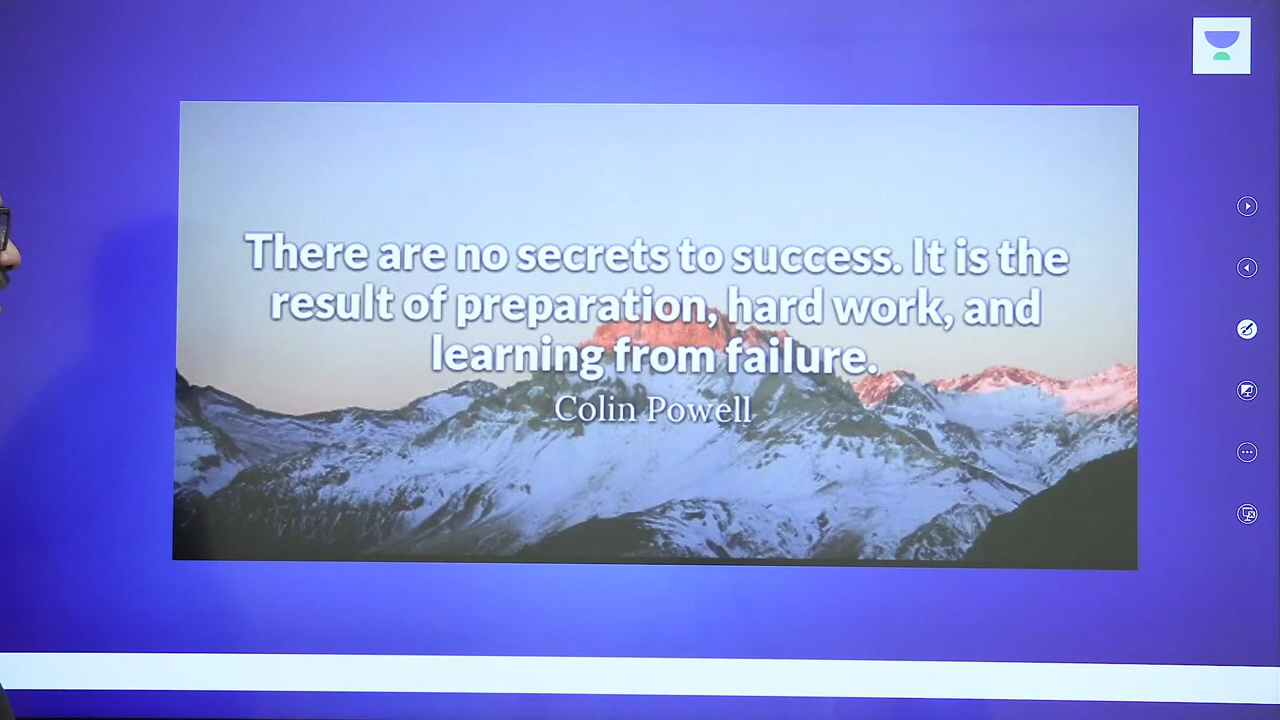 There are no secrets to success. It is the
result of preparation, hard work, and
learning from failure.
Colin Powell